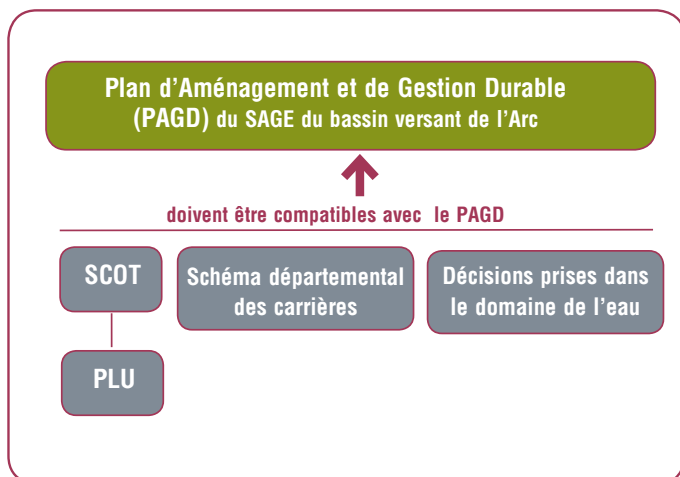 Plan d'Aménagement et de Gestion Durable
(PAGD) du SAGE du bassin versant de l'Arc
doivent être compatibles avec le PAGD
SCOT
Schéma départemental
des carrières
Décisions prises dans
le domaine de l'eau
PLU